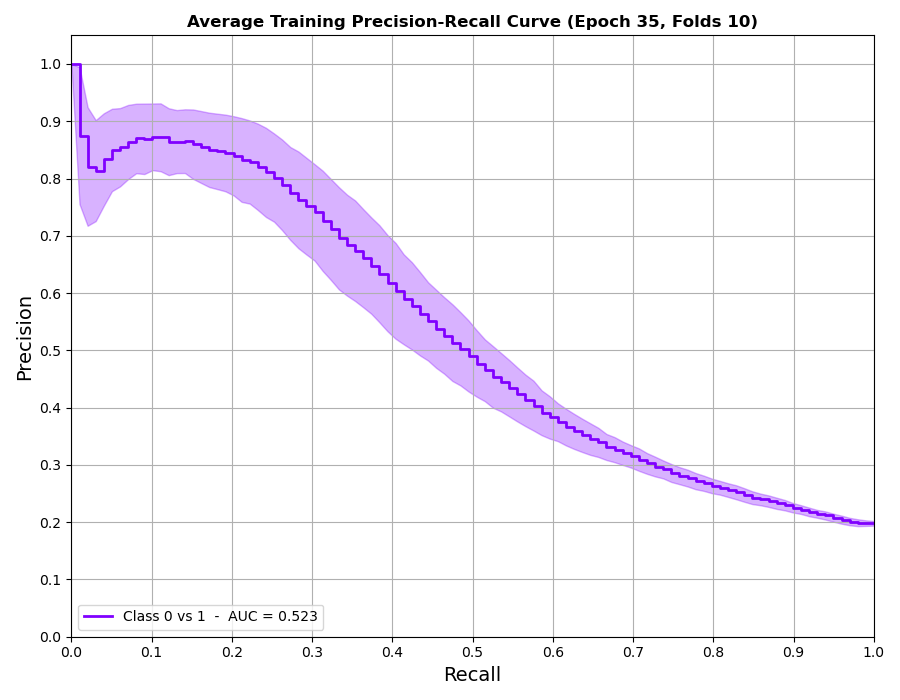 Average Training Precision-Recall Curve (Epoch 35, Folds 10)
Precision
1.0
0.9
0.8
0.7
0.6
0.5
0.4
0.3
0.2
0.1
0.0
Class 0 vs 1 - AUC = 0.523
0.0 0.1 0.2 0.3 0.4 0.5 0.6 0.7 0.8 0.9 1.0
Recall